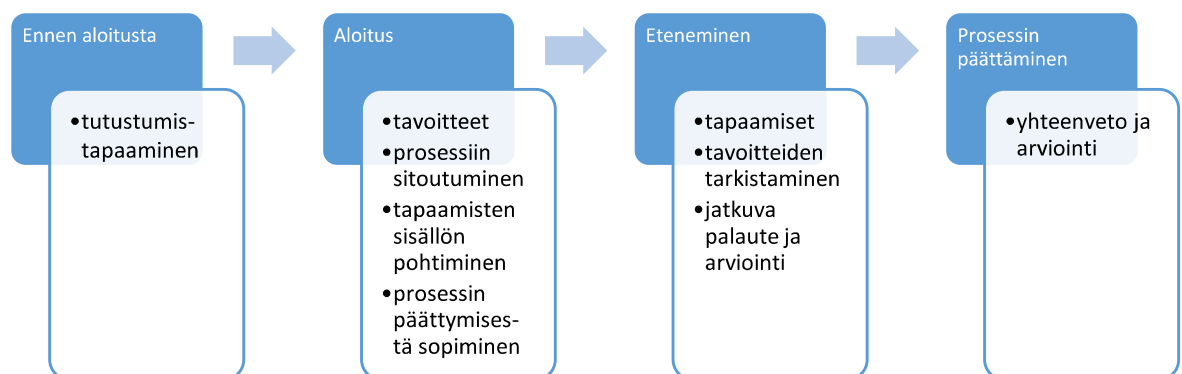 Ennen aloitusta
•tutustumis-
tapaaminen
Aloitus
•tavoitteet
•prosessiin
sitoutuminen
•tapaamisten
sisällön
pohtiminen
•prosessin
päättymises-
tä sopiminen
Eteneminen
•tapaamiset
•tavoitteiden
tarkistaminen
•jatkuva
palaute ja
arviointi
Prosessin
päättäminen
•yhteenveto ja
arviointi